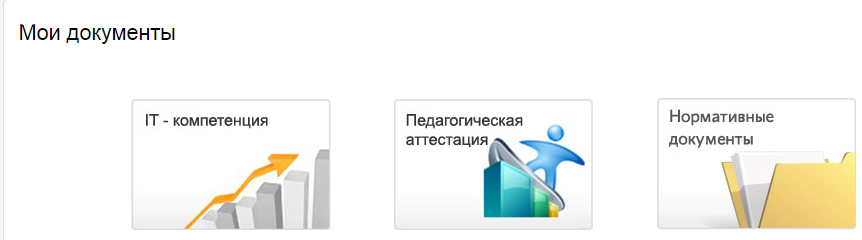 Мои документы
IT - компетенция
Педагогическая
аттестация
Нормативные
документы